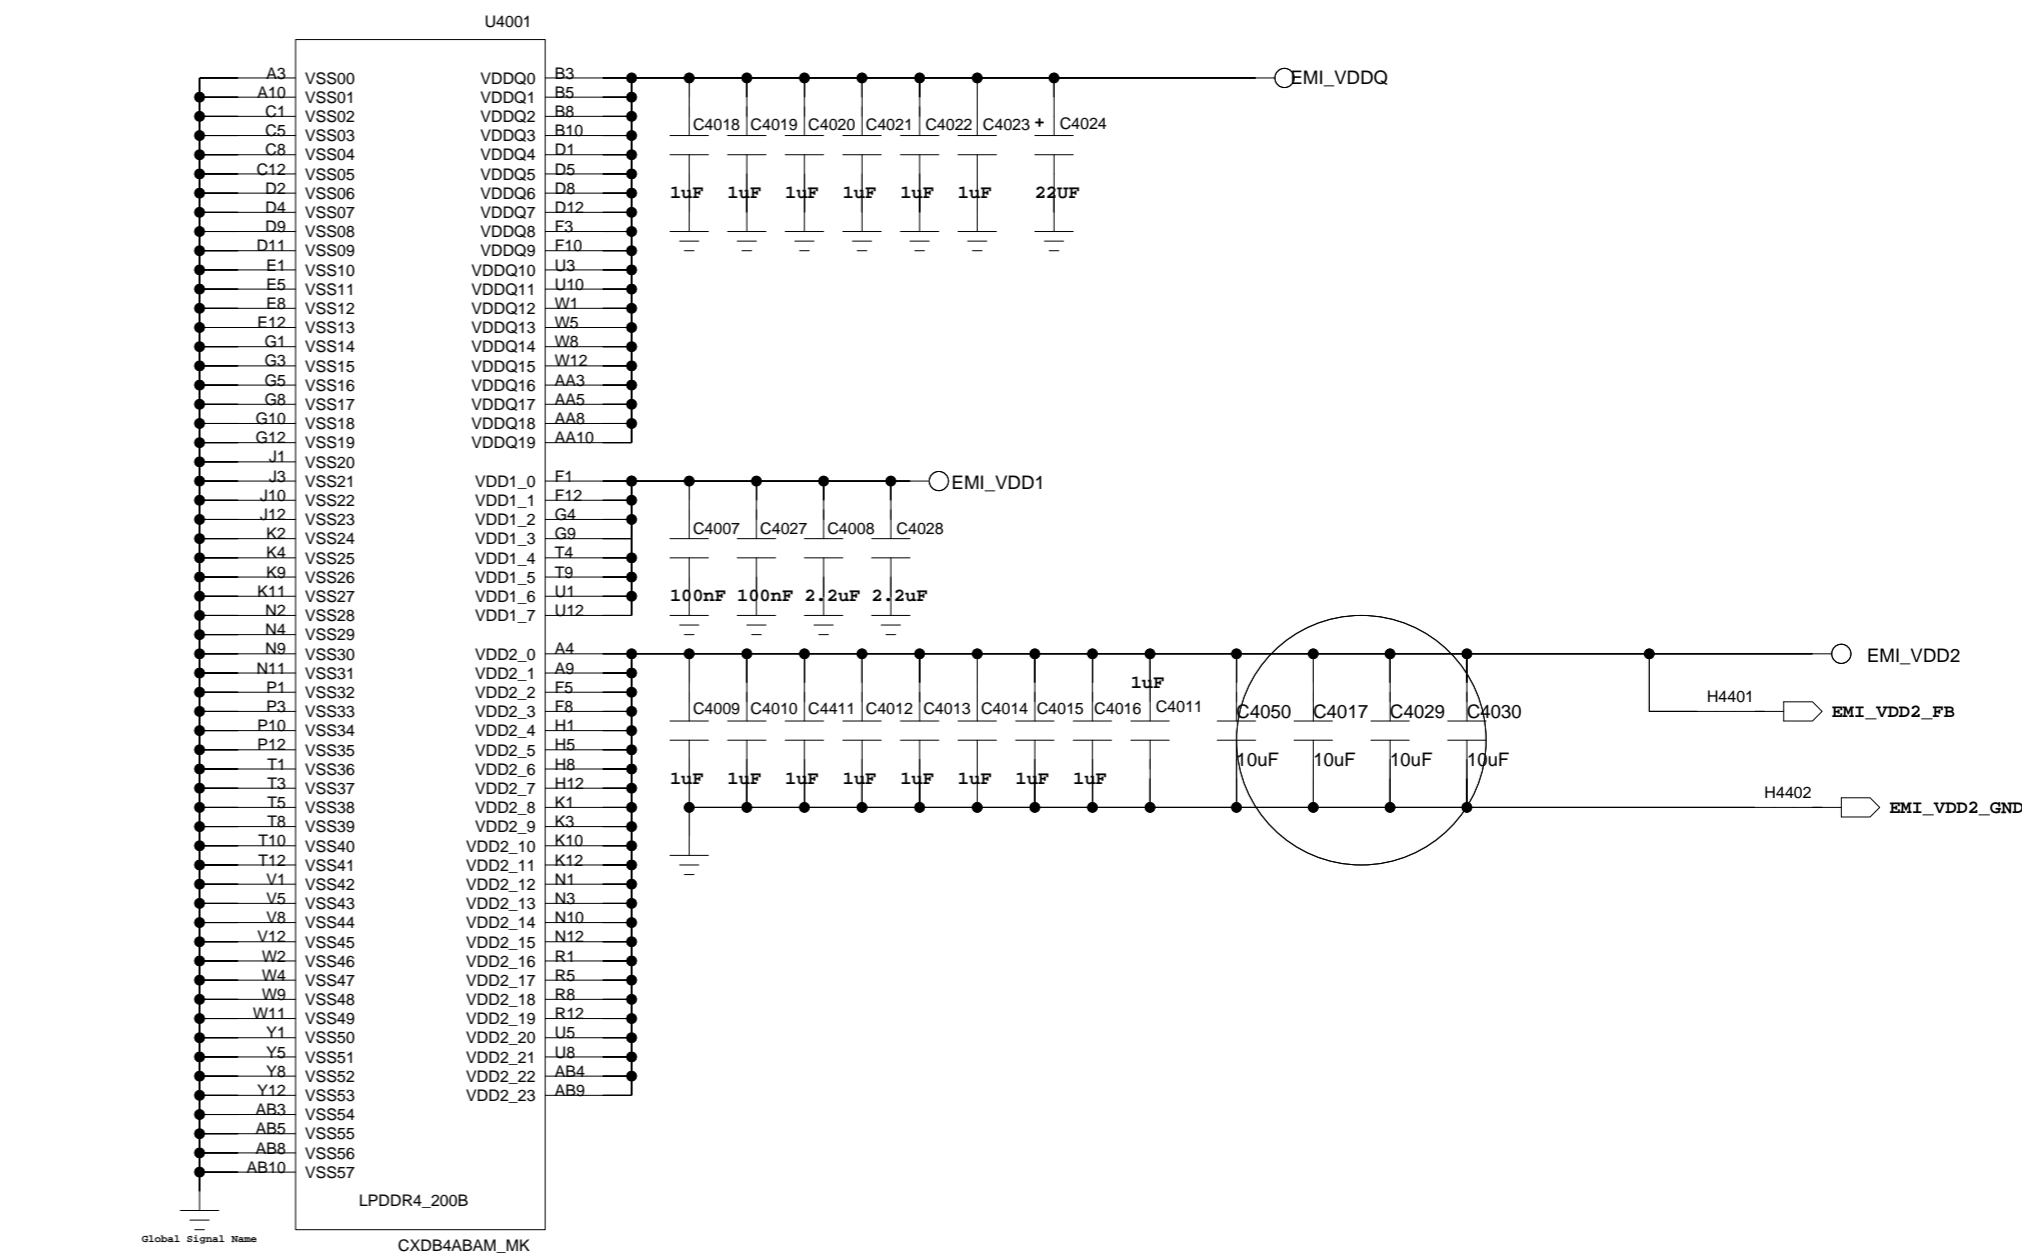 U4001
A3 VSS00 VDDQ0 B3 EMI_VDDQ
A10 VSS01 VDDQ1 B5
C1 VSS02 VDDQ2 B8
C4018 C4019 C4020 C4021 C4022 C4023 + C4024
C5 VSS03 VDDQ3 B10
C8 VSS04 VDDQ4 D1
C12 VSS05 VDDQ5 D5
D2 VSS06 VDDQ6 D8 1uF 1uF 1uF 1uF 1uF 1uF 22UF
D4 VSS07 VDDQ7 D12
D9 VSS08 VDDQ8 F3
D11 VSS09 VDDQ9 F10
E1 VSS10 VDDQ10 U3
E5 VSS11 VDDQ11 U10
E8 VSS12 VDDQ12 W1
E12 VSS13 VDDQ13 W5
G1 VSS14 VDDQ14 W8
G3 VSS15 VDDQ15 W12
G5 VSS16 VDDQ16 AA3
G8 VSS17 VDDQ17 AA5
G10 VSS18 VDDQ18 AA8
G12 VSS19 VDDQ19 AA10
J1 VSS20
J3 VSS21 VDD1_0 F1 EMI_VDD1
J10 VSS22 VDD1_1 F12
J12 VSS23 VDD1_2 G4
C4007 C4027 C4008 C4028
K2 VSS24 VDD1_3 G9
K4 VSS25 VDD1_4 T4
K9 VSS26 VDD1_5 T9
K11 VSS27 VDD1_6 U1 100nF 100nF 2.2uF 2.2uF
N2 VSS28 VDD1_7 U12
N4 VSS29
N9 VSS30 VDD2_0 A4 EMI_VDD2
N11 VSS31 VDD2_1 A9 1uF
P1 VSS32 VDD2_2 F5 H4401
P3 VSS33 VDD2_3 F8 C4009 C4010 C4411 C4012 C4013 C4014 C4015 C4016 C4011 C4050 C4017 C4029 C4030 EMI_VDD2_FB
P10 VSS34 VDD2_4 H1
P12 VSS35 VDD2_5 H5 10uF 10uF 10uF 10uF
T1 VSS36 VDD2_6 H8 1uF 1uF 1uF 1uF 1uF 1uF 1uF 1uF
T3 VSS37 VDD2_7 H12 H4402
T5 VSS38 VDD2_8 K1 EMI_VDD2_GND
T8 VSS39 VDD2_9 K3
T10 VSS40 VDD2_10 K10
T12 VSS41 VDD2_11 K12
V1 VSS42 VDD2_12 N1
V5 VSS43 VDD2_13 N3
V8 VSS44 VDD2_14 N10
V12 VSS45 VDD2_15 N12
W2 VSS46 VDD2_16 R1
W4 VSS47 VDD2_17 R5
W9 VSS48 VDD2_18 R8
W11 VSS49 VDD2_19 R12
Y1 VSS50 VDD2_20 U5
Y5 VSS51 VDD2_21 U8
Y8 VSS52 VDD2_22 AB4
Y12 VSS53 VDD2_23 AB9
AB3 VSS54
AB5 VSS55
AB8 VSS56
AB10 VSS57
LPDDR4_200B
Global Signal Name
CXDB4ABAM_MK